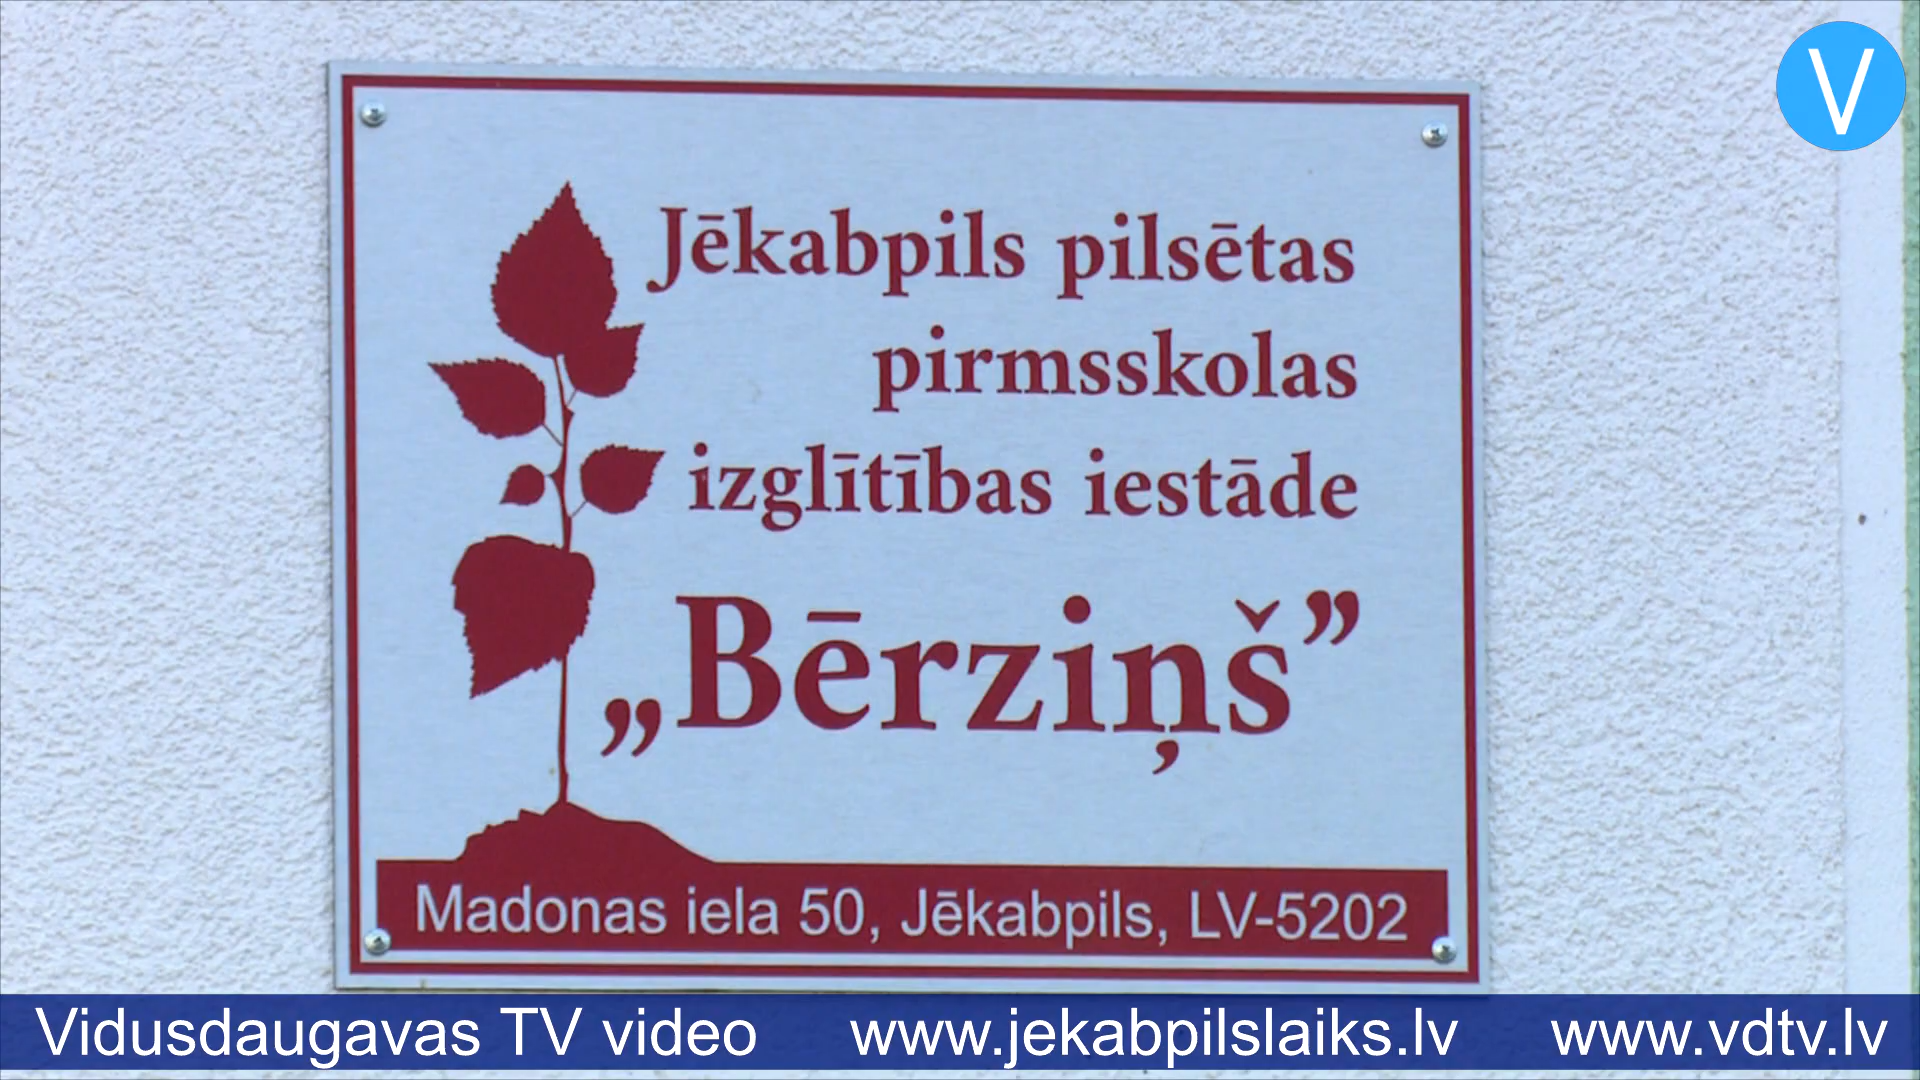 V
Jēkabpils pilsētas
pirmsskolas
izglītības iestāde
„Bērziņš”
Madonas iela 50, Jēkabpils, LV-5202
Vidusdaugavas TV video www.jekabpilslaiks.lv www.vdtv.lv